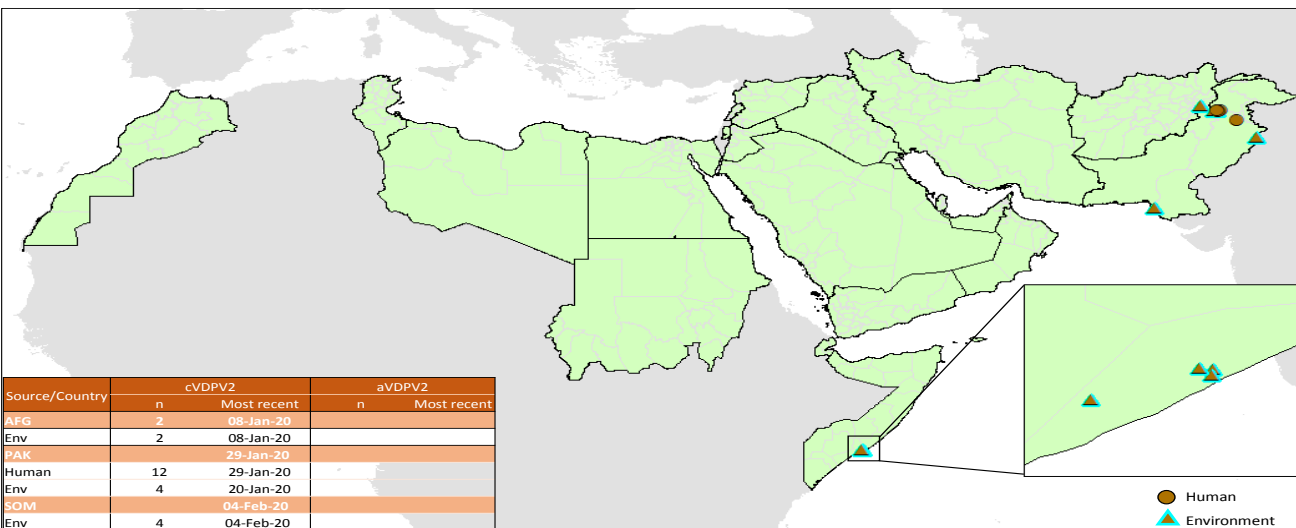 Source/Country cVDPV2 aVDPV2
n Most recent n Most recent
AFG 2 08-Jan-20
Env 2 08-Jan-20
PAK 29-Jan-20
Human 12 29-Jan-20
Env 4 20-Jan-20
SOM 04-Feb-20
Env 4 04-Feb-20
Human
Environment